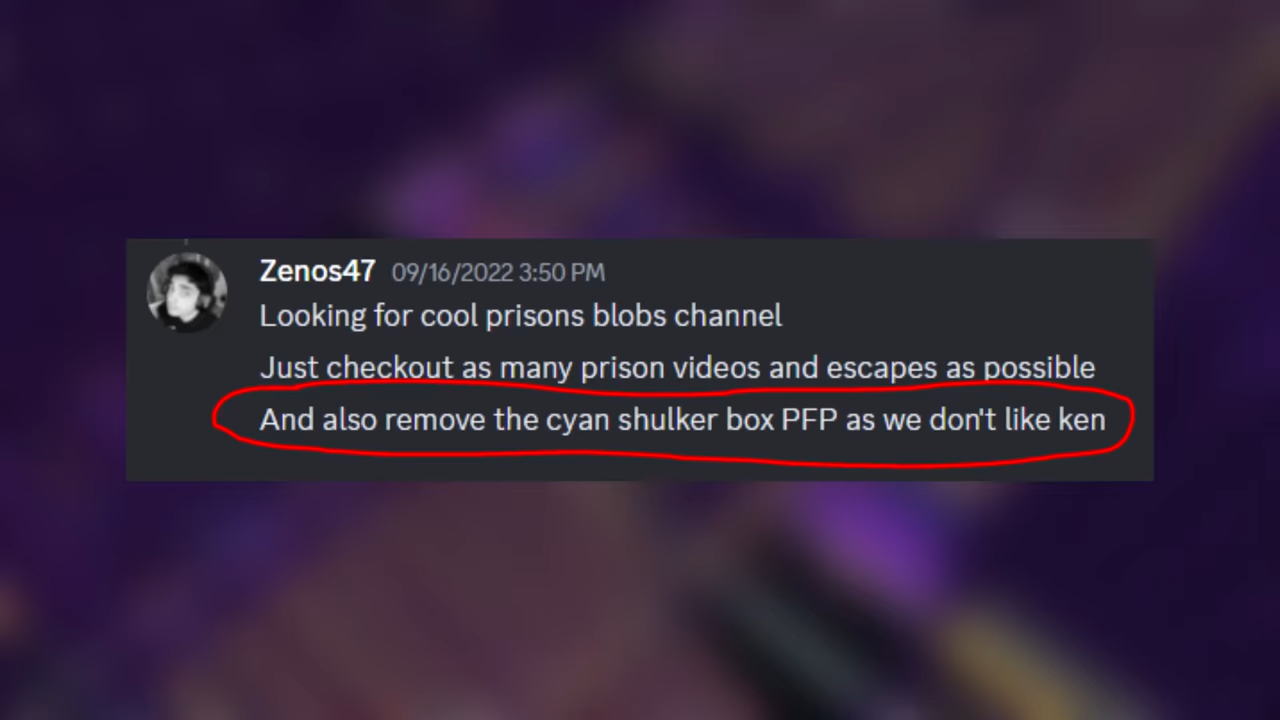 Zenos47 09/16/2022 3:50 PM
Looking for cool prisons blobs channel
Just checkout as many prison videos and escapes as possible
And also remove the cyan shulker box PFP as we don't like ken